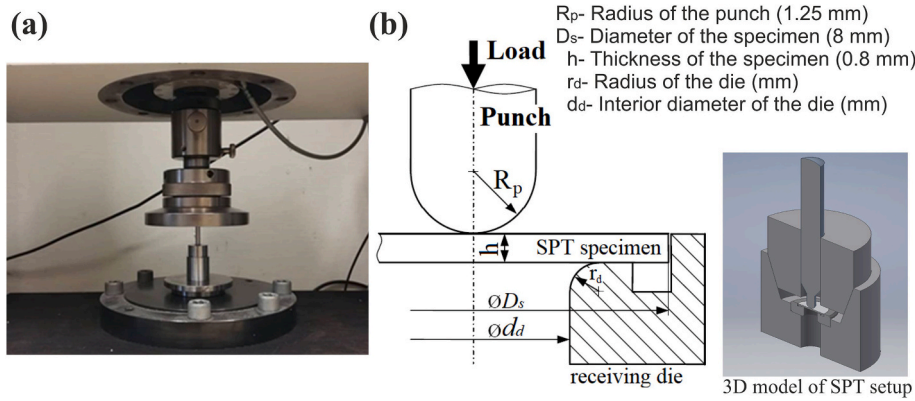 (a)
(b)
Rp- Radius of the punch (1.25 mm)
Ds- Diameter of the specimen (8 mm)
h- Thickness of the specimen (0.8 mm)
rd- Radius of the die (mm)
dd- Interior diameter of the die (mm)
Load
Punch
Rp
h
SPT specimen
rd
ØDs
Ødd
receiving die
3D model of SPT setup